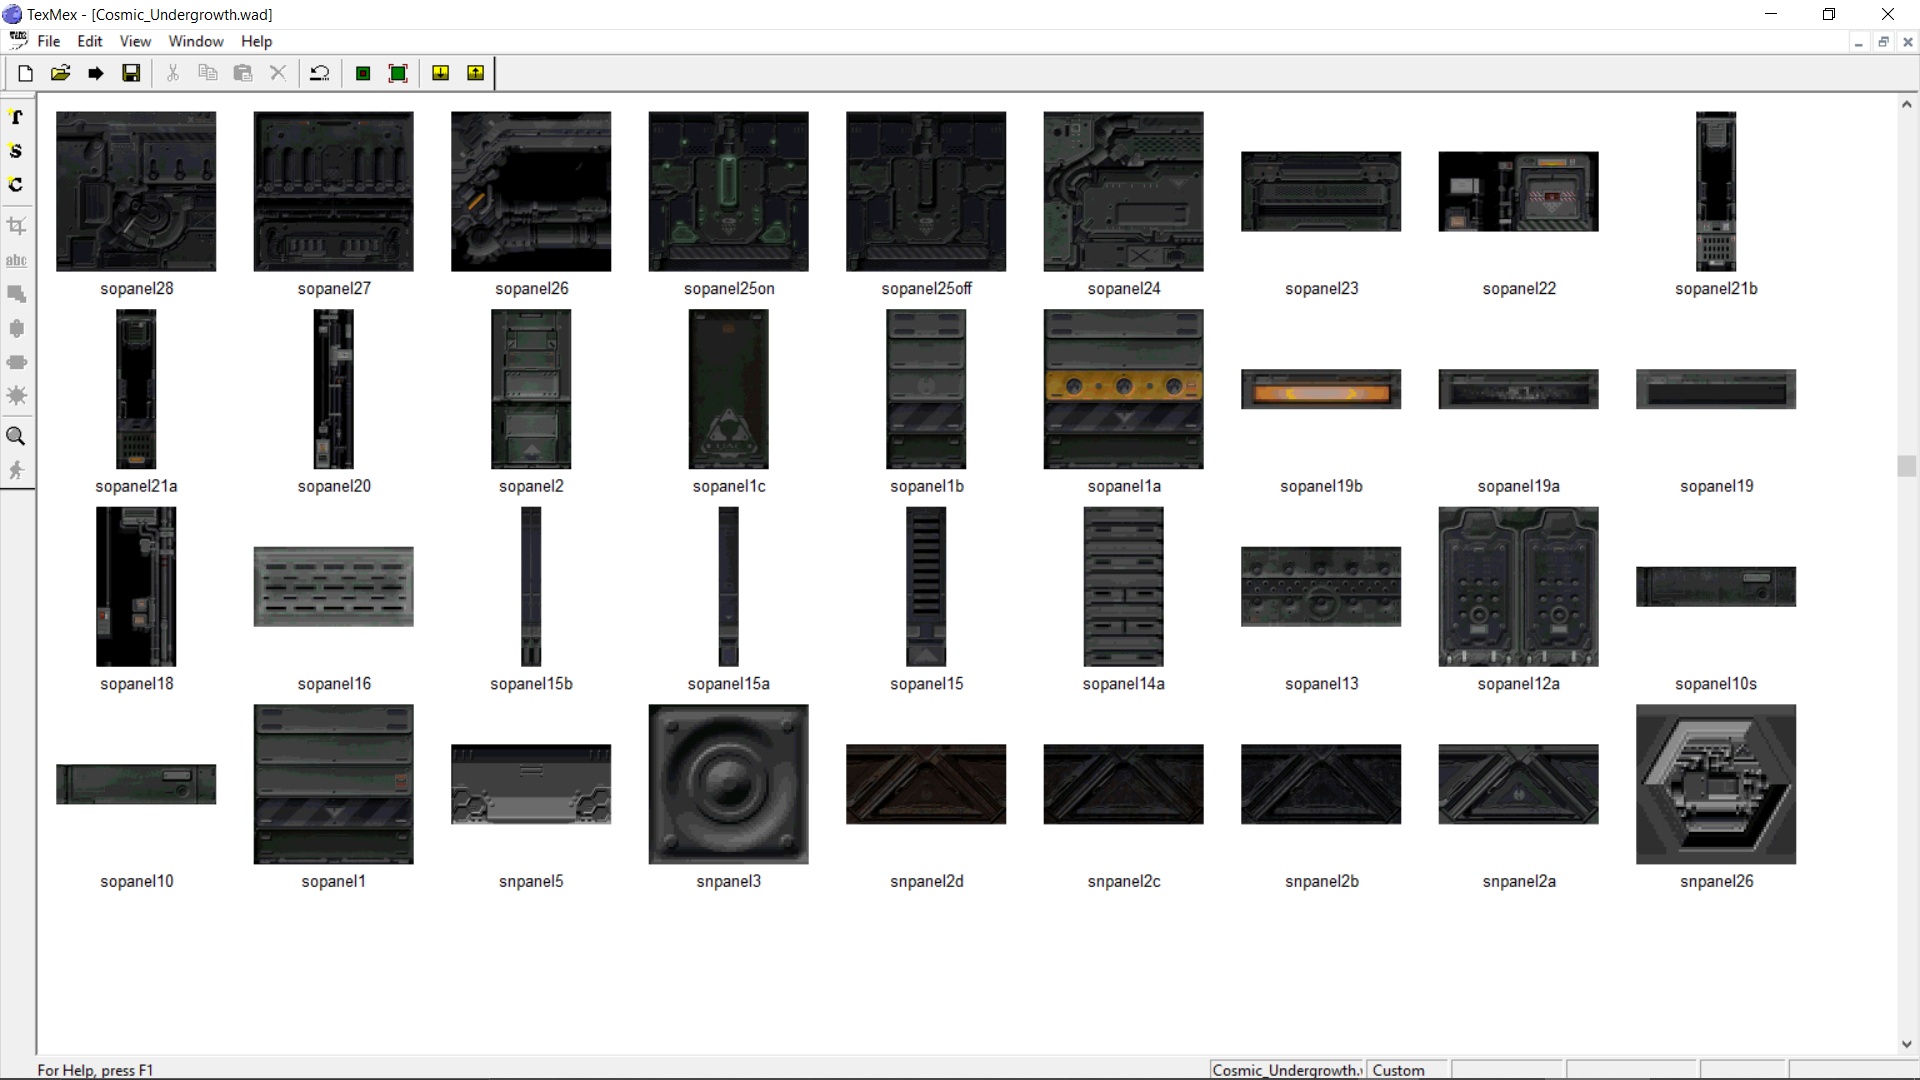 TexMex - [Cosmic_Undergrowth.wad]
File Edit View Window Help
T
S
C
abc
sopanel28 sopanel27 sopanel26 sopanel25on sopanel25off sopanel24 sopanel23 sopanel22 sopanel21b
sopanel21a sopanel20 sopanel2 sopanel1c sopanel1b sopanel1a sopanel19b sopanel19a sopanel19
sopanel18 sopanel16 sopanel15b sopanel15a sopanel15 sopanel14a sopanel13 sopanel12a sopanel10s
sopanel10 sopanel1 snpanel5 snpanel3 snpanel2d snpanel2c snpanel2b snpanel2a snpanel26
For Help, press F1 Cosmic_Undergrowth. Custom